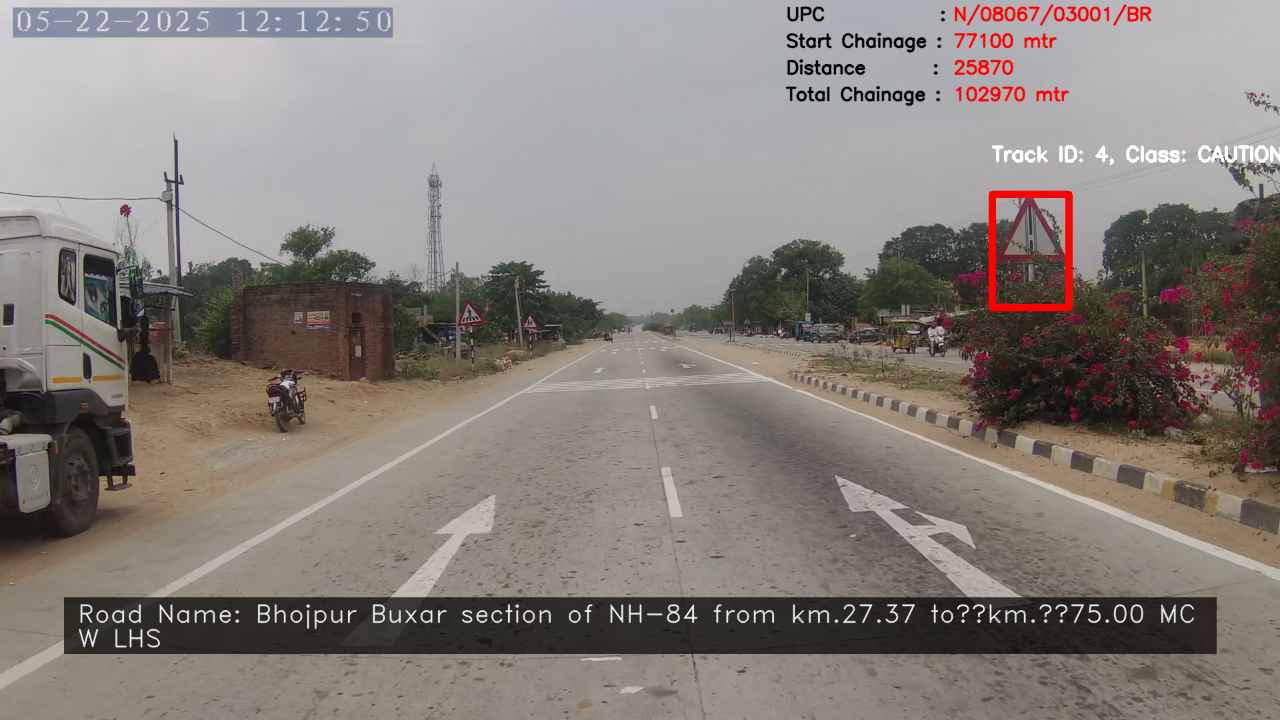 05-22-2025 12:12:50
UPC : N/08067/03001/BR
Start Chainage : 77100 mtr
Distance : 25870
Total Chainage : 102970 mtr
Track ID: 4, Class: CAUTION
Road Name: Bhojpur Buxar section of NH-84 from km.27.37 to??km.??75.00 MC
W LHS